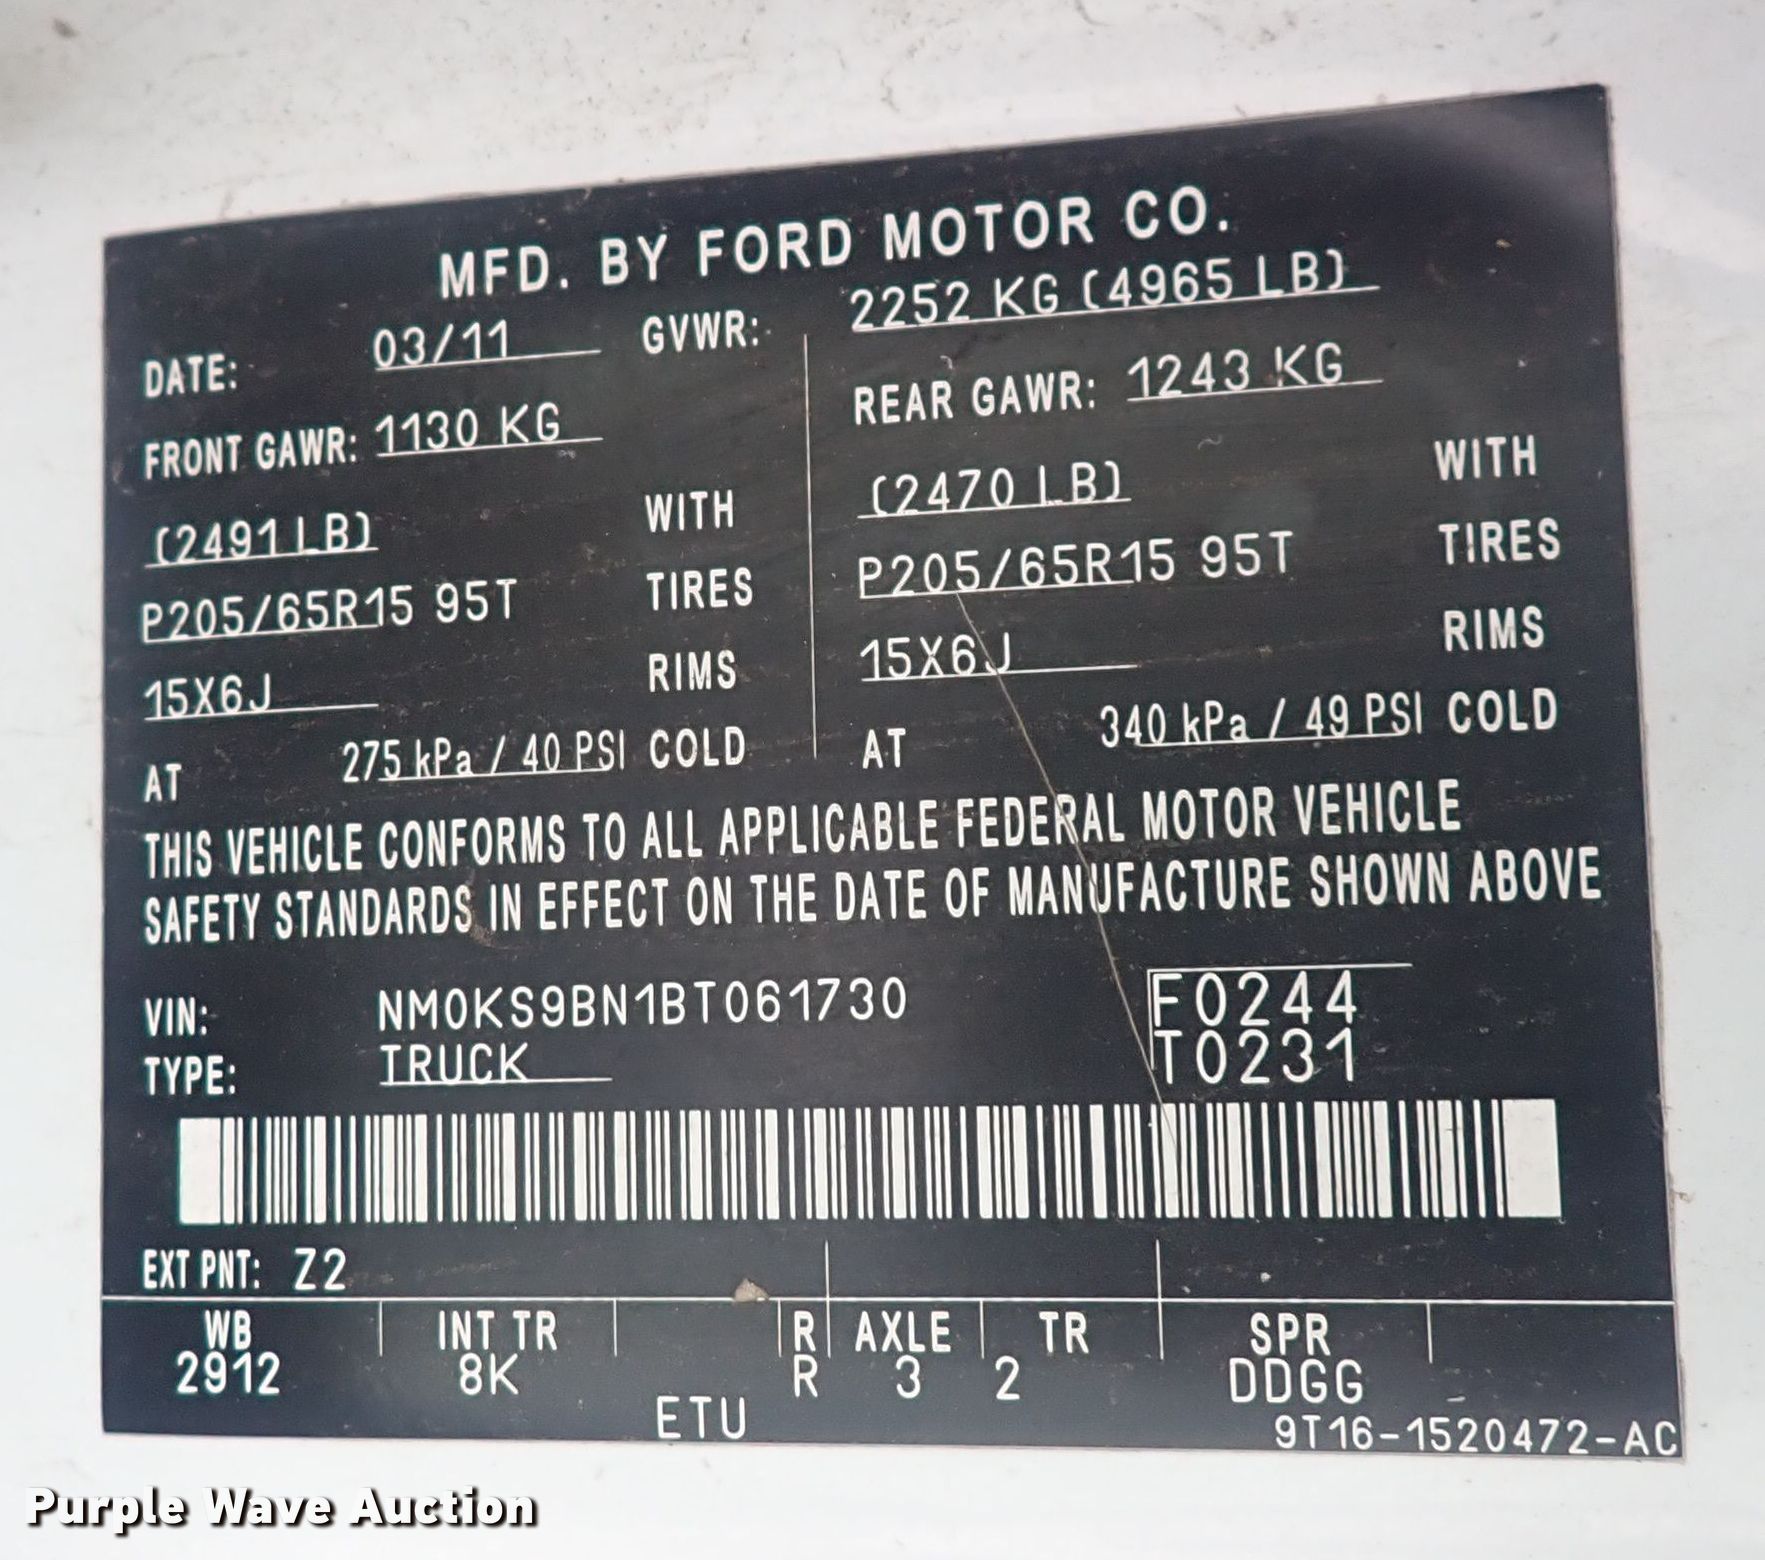 MFD. BY FORD MOTOR CO.
DATE: 03/11 GVWR: 2252 KG (4965 LB)
FRONT GAWR: 1130 KG REAR GAWR: 1243 KG
(2491 LB) WITH (2470 LB) WITH
P205/65R15 95T TIRES P205/65R15 95T TIRES
15X6J RIMS 15X6J RIMS
AT 275 kPa / 40 PSI COLD AT 340 kPa / 49 PSI COLD
THIS VEHICLE CONFORMS TO ALL APPLICABLE FEDERAL MOTOR VEHICLE
SAFETY STANDARDS IN EFFECT ON THE DATE OF MANUFACTURE SHOWN ABOVE
VIN: NM0KS9BN1BT061730 F0244
TYPE: TRUCK T0231
EXT PNT: Z2
WB INT TR R AXLE TR SPR
2912 8K R 3 2 DDGG
ETU 9T16-1520472-AC
Purple Wave Auction